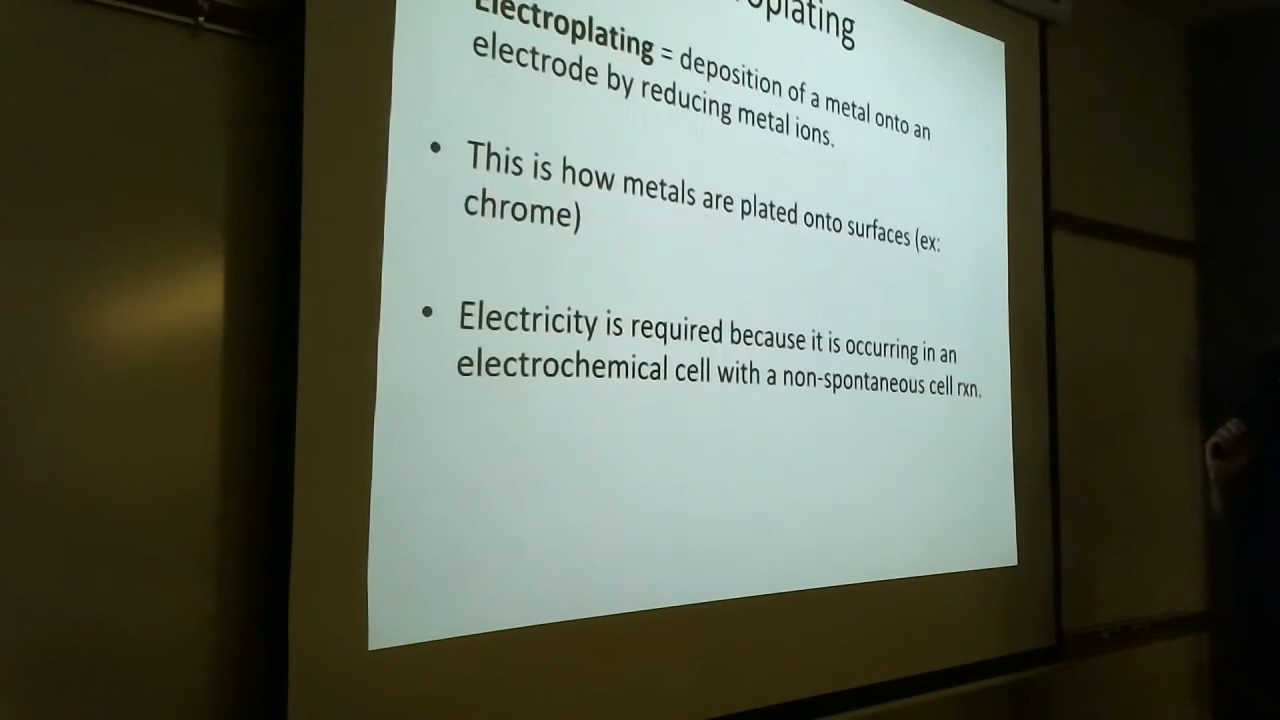 Electroplating = deposition of a metal onto an
electrode by reducing metal ions.
• This is how metals are plated onto surfaces (ex:
chrome)
• Electricity is required because it is occurring in an
electrochemical cell with a non-spontaneous cell rxn.